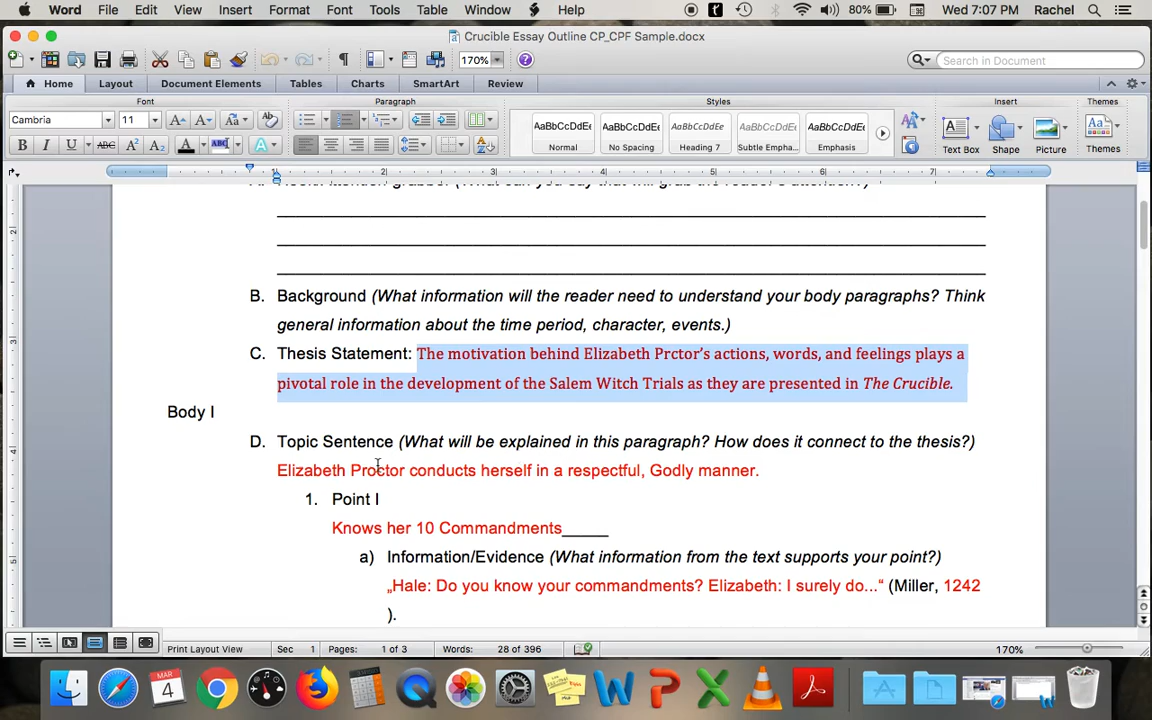 Word File Edit View Insert Format Font Tools Table Window Help 80% Wed 7:07 PM Rachel
Crucible Essay Outline CP_CPF Sample.docx
170% Search in Document
Home Layout Document Elements Tables Charts SmartArt Review
Font Paragraph Styles Insert Themes
Cambria 11 AaBbCcDdEe AaBbCcDdEe AaBbCcDdEe AaBbCcDdEe AaBbCcDdEe
Normal No Spacing Heading 7 Subtle Empha... Emphasis Text Box Shape Picture Themes
2 3 4 5 6 7
B. Background (What information will the reader need to understand your body paragraphs? Think
general information about the time period, character, events.)
C. Thesis Statement: The motivation behind Elizabeth Prctor's actions, words, and feelings plays a
pivotal role in the development of the Salem Witch Trials as they are presented in The Crucible.
Body I
D. Topic Sentence (What will be explained in this paragraph? How does it connect to the thesis?)
Elizabeth Proctor conducts herself in a respectful, Godly manner.
1. Point I
Knows her 10 Commandments_____
a) Information/Evidence (What information from the text supports your point?)
„Hale: Do you know your commandments? Elizabeth: I surely do...“ (Miller, 1242
).
Print Layout View Sec 1 Pages: 1 of 3 Words: 28 of 396 170%
MAR
4